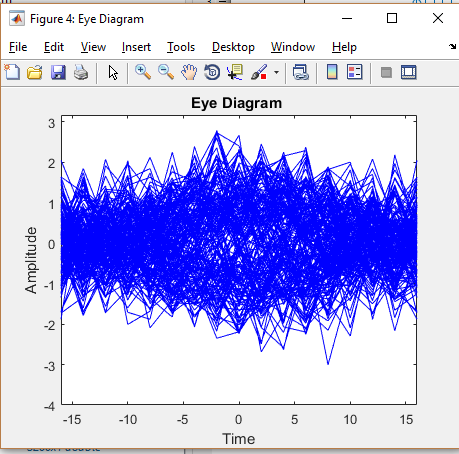 Figure 4: Eye Diagram
File Edit View Insert Tools Desktop Window Help
Eye Diagram
3
2
1
0
-1
-2
-3
-4
Amplitude
-15 -10 -5 0 5 10 15
Time